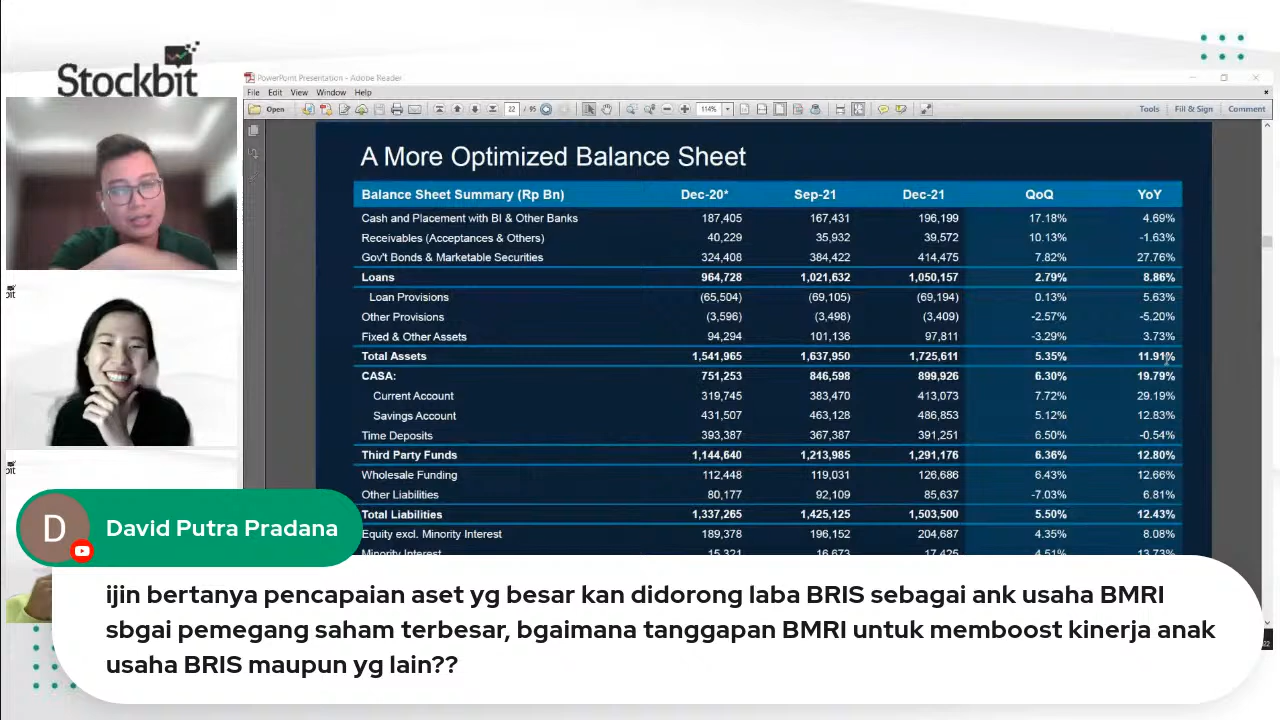 Stockbit
PowerPoint Presentation - Adobe Reader
File Edit View Window Help
Open 22 / 95 114% Tools Fill & Sign Comment
A More Optimized Balance Sheet
Balance Sheet Summary (Rp Bn) Dec-20* Sep-21 Dec-21 QoQ YoY
Cash and Placement with BI & Other Banks 187,405 167,431 196,199 17.18% 4.69%
Receivables (Acceptances & Others) 40,229 35,932 39,572 10.13% -1.63%
Gov't Bonds & Marketable Securities 324,408 384,422 414,475 7.82% 27.76%
Loans 964,728 1,021,632 1,050,157 2.79% 8.86%
Loan Provisions (65,504) (69,105) (69,194) 0.13% 5.63%
Other Provisions (3,596) (3,498) (3,409) -2.57% -5.20%
Fixed & Other Assets 94,294 101,136 97,811 -3.29% 3.73%
Total Assets 1,541,965 1,637,950 1,725,611 5.35% 11.91%
CASA: 751,253 846,598 899,926 6.30% 19.79%
Current Account 319,745 383,470 413,073 7.72% 29.19%
Savings Account 431,507 463,128 486,853 5.12% 12.83%
Time Deposits 393,387 367,387 391,251 6.50% -0.54%
Third Party Funds 1,144,640 1,213,985 1,291,176 6.36% 12.80%
Wholesale Funding 112,448 119,031 126,686 6.43% 12.66%
Other Liabilities 80,177 92,109 85,637 -7.03% 6.81%
Total Liabilities 1,337,265 1,425,125 1,503,500 5.50% 12.43%
Equity excl. Minority Interest 189,378 196,152 204,687 4.35% 8.08%
Minority Interest 15,321 16,673 17,425 4.51% 13.73%
D
David Putra Pradana
ijin bertanya pencapaian aset yg besar kan didorong laba BRIS sebagai ank usaha BMRI
sbgai pemegang saham terbesar, bgaimana tanggapan BMRI untuk memboost kinerja anak
usaha BRIS maupun yg lain??